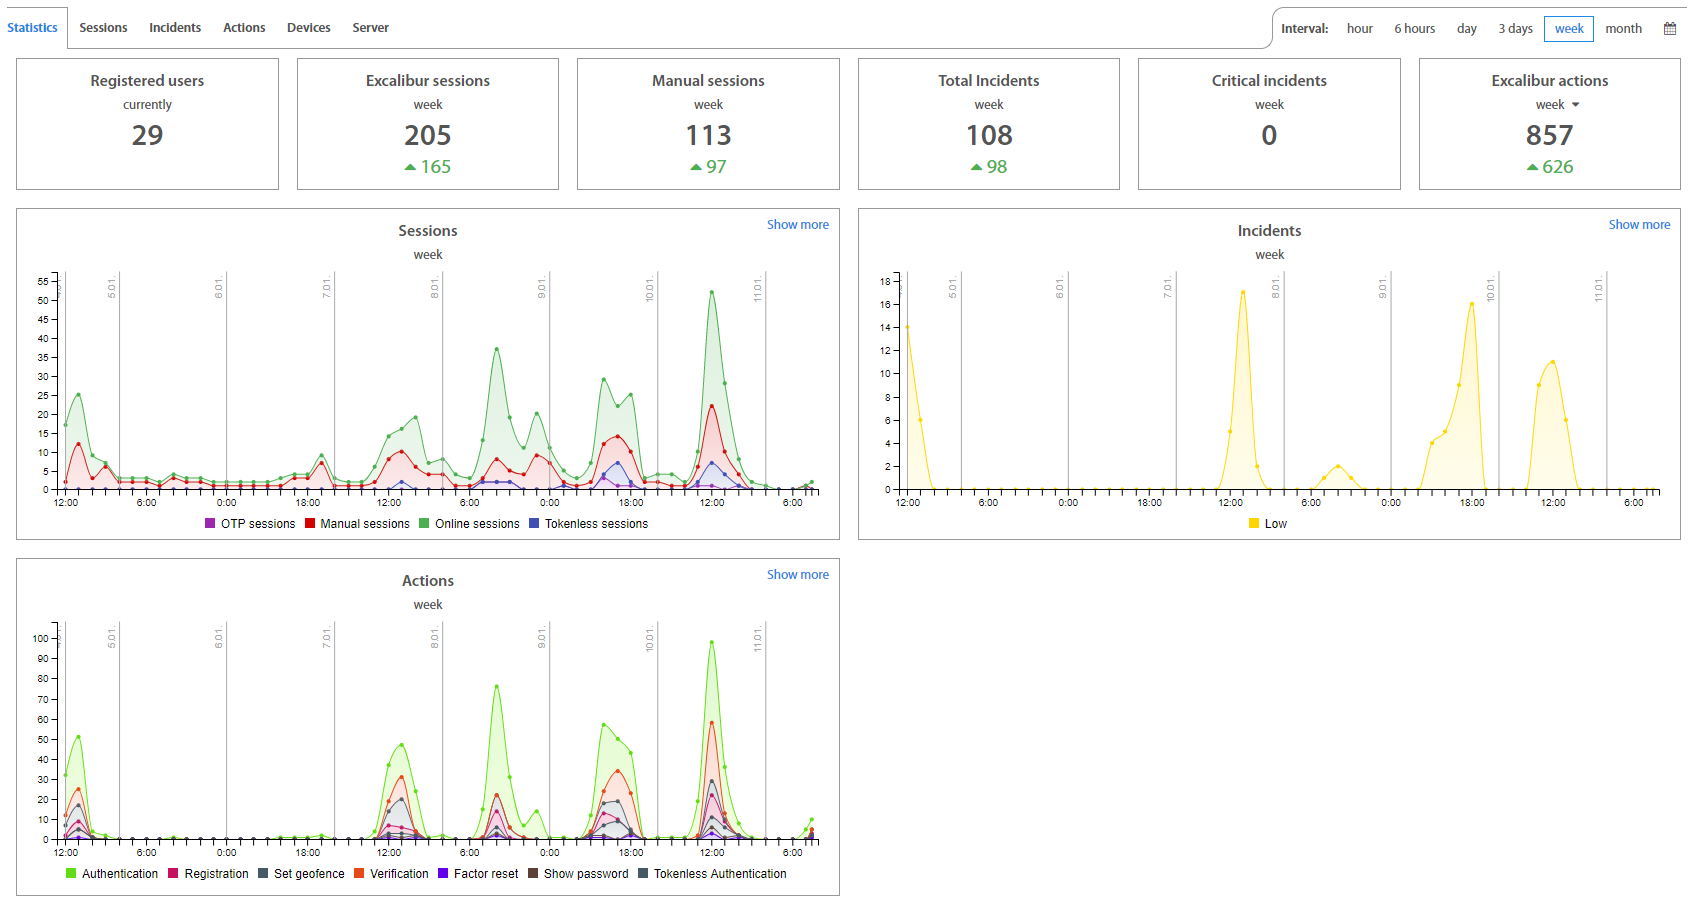 Statistics Sessions Incidents Actions Devices Server Interval: hour 6 hours day 3 days week month
Registered users
currently
29
Excalibur sessions
week
205
165
Manual sessions
week
113
97
Total Incidents
week
108
98
Critical incidents
week
0
Excalibur actions
week
857
626
Sessions
Show more
week
5.01. 6.01. 7.01. 8.01. 9.01. 10.01. 11.01.
55
50
45
40
35
30
25
20
15
10
5
0
12:00 6:00 0:00 18:00 12:00 6:00 0:00 18:00 12:00 6:00
OTP sessions Manual sessions Online sessions Tokenless sessions
Incidents
Show more
week
5.01. 6.01. 7.01. 8.01. 9.01. 10.01. 11.01.
18
16
14
12
10
8
6
4
2
0
12:00 6:00 0:00 18:00 12:00 6:00 0:00 18:00 12:00 6:00
Low
Actions
Show more
week
5.01. 6.01. 7.01. 8.01. 9.01. 10.01. 11.01.
100
90
80
70
60
50
40
30
20
10
0
12:00 6:00 0:00 18:00 12:00 6:00 0:00 18:00 12:00 6:00
Authentication Registration Set geofence Verification Factor reset Show password Tokenless Authentication